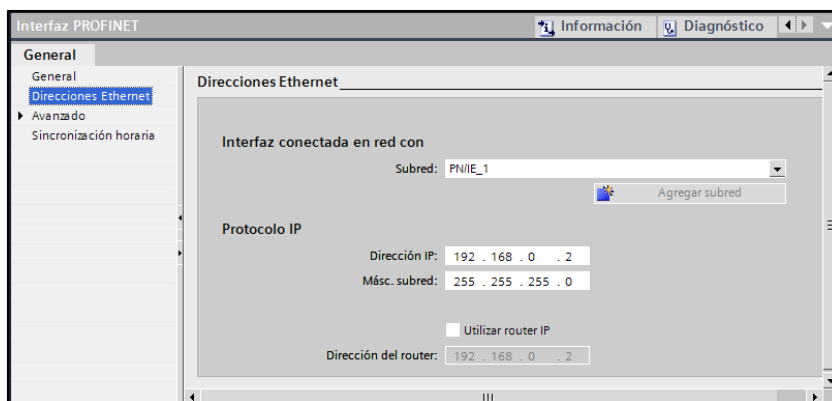 Interfaz PROFINET
Información
Diagnóstico
General
General
Direcciones Ethernet
Avanzado
Sincronización horaria
Direcciones Ethernet
Interfaz conectada en red con
Subred: PN/IE_1
Agregar subred
Protocolo IP
Dirección IP: 192 . 168 . 0 . 2
Másc. subred: 255 . 255 . 255 . 0
Utilizar router IP
Dirección del router: 192 . 168 . 0 . 2